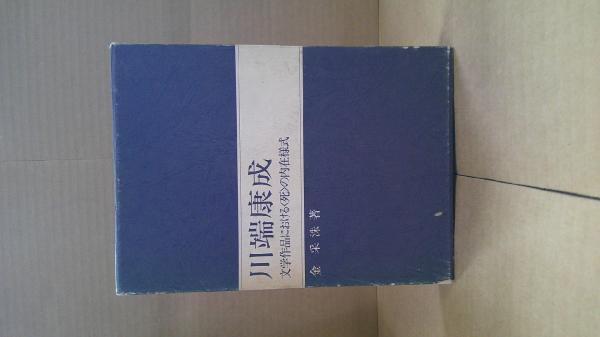 川端康成
文学作品における〈死〉の内在様式
金 采洙 著